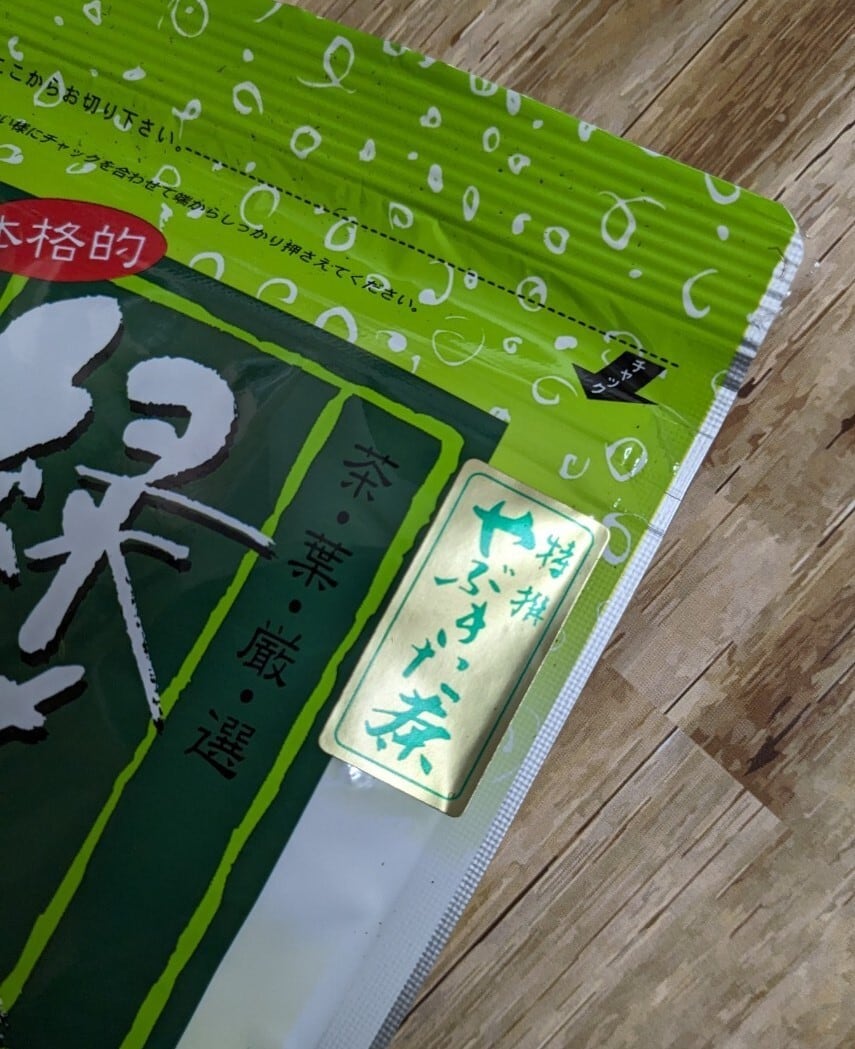 ここからお切り下さい。
い様にチャックを合わせて端からしっかり押さえてください。
チャック
本格的
緑
茶・葉・厳・選
特撰
やぶきた茶